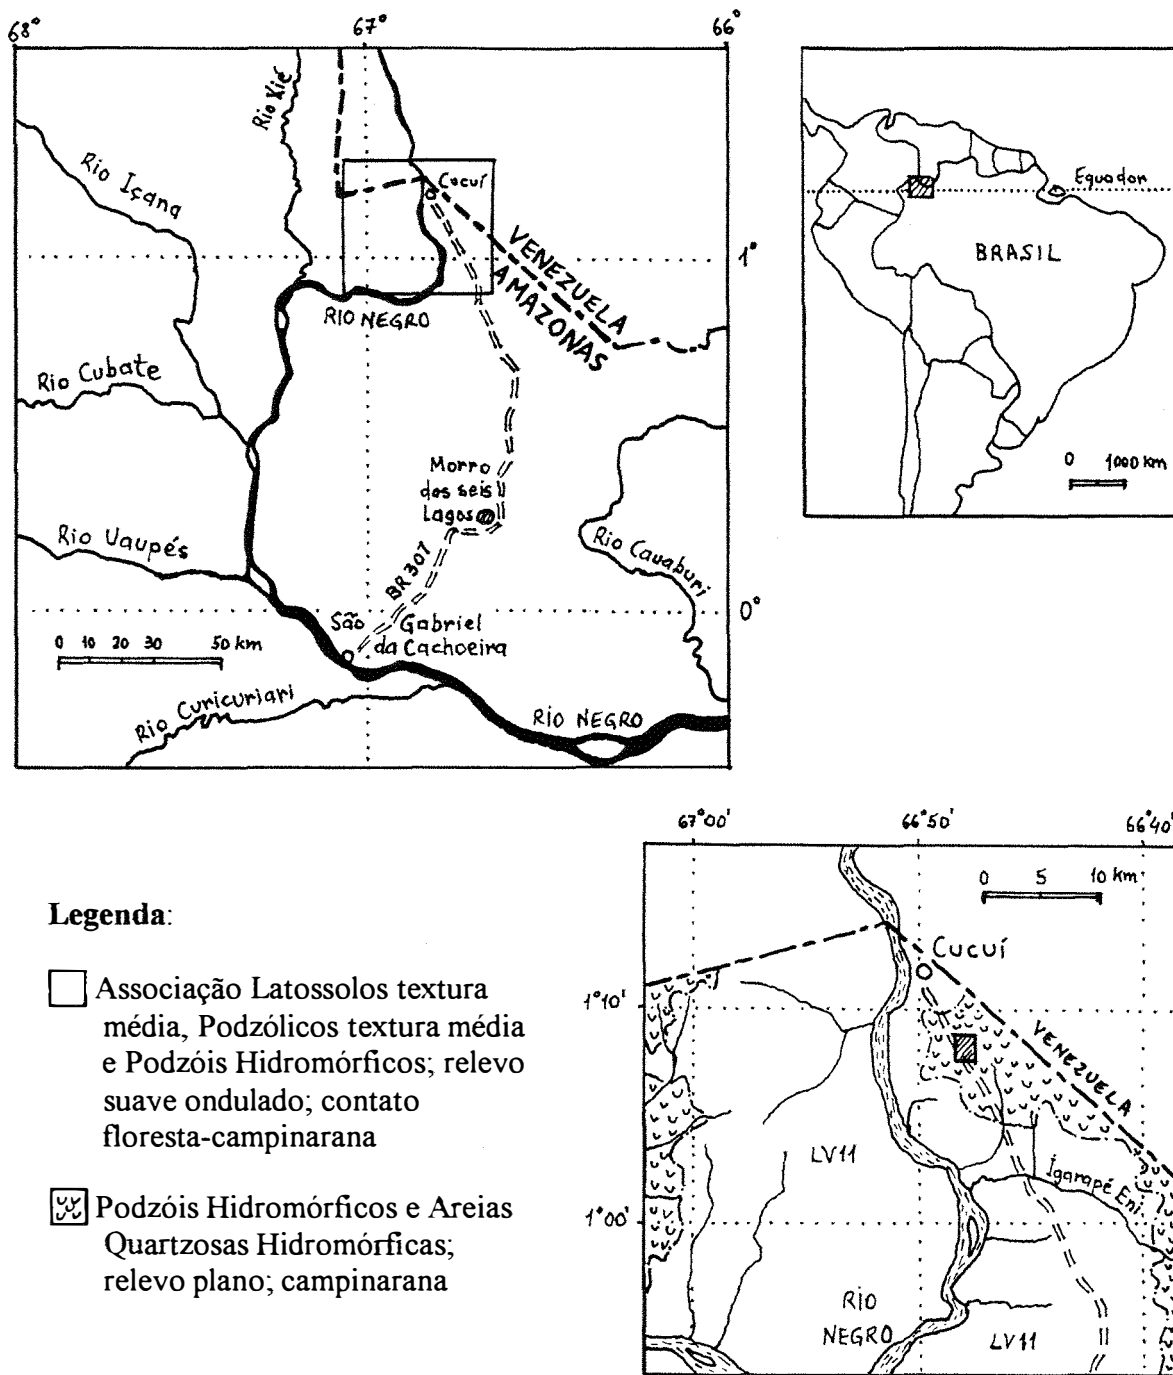 68°
67°
66°
Rio Xié
Rio Içana
Cucuí
VENEZUELA
AMAZONAS
1°
RIO NEGRO
Rio Cubate
Morro
dos seis
Lagos
Rio Uaupés
BR 307
Rio Cauaburi
0°
São Gabriel
da Cachoeira
0 10 20 30 50 km
Rio Curicuriari
RIO NEGRO
Equador
BRASIL
0 1000 km
Legenda:
Associação Latossolos textura
média, Podzólicos textura média
e Podzóis Hidromórficos; relevo
suave ondulado; contato
floresta-campinarana
Podzóis Hidromórficos e Areias
Quartzosas Hidromórficas;
relevo plano; campinarana
67°00'
66°50'
66°40'
0 5 10 km
Cucuí
1°10'
VENEZUELA
LV11
Igarapé Eni
1°00'
RIO
NEGRO
LV11